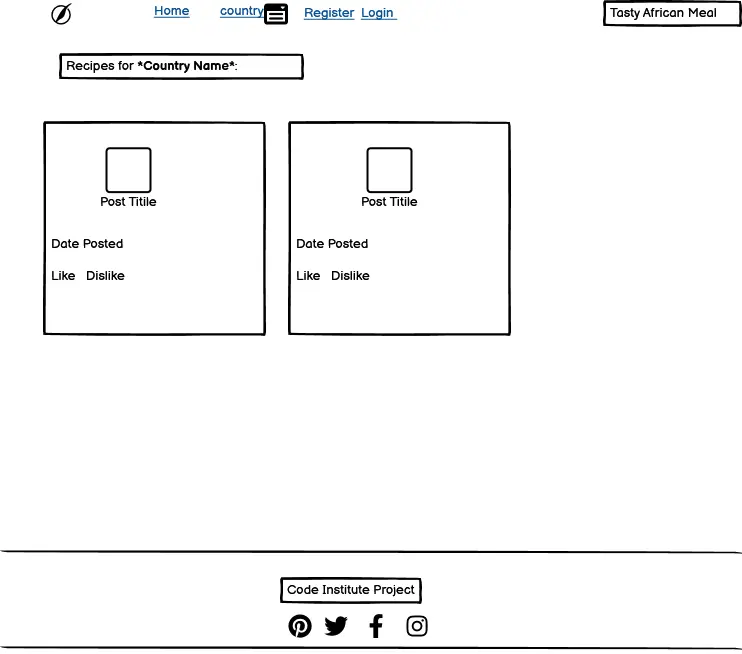 Home country Register Login Tasty African Meal
Recipes for *Country Name*:
Post Titile Post Titile
Date Posted Date Posted
Like Dislike Like Dislike
Code Institute Project